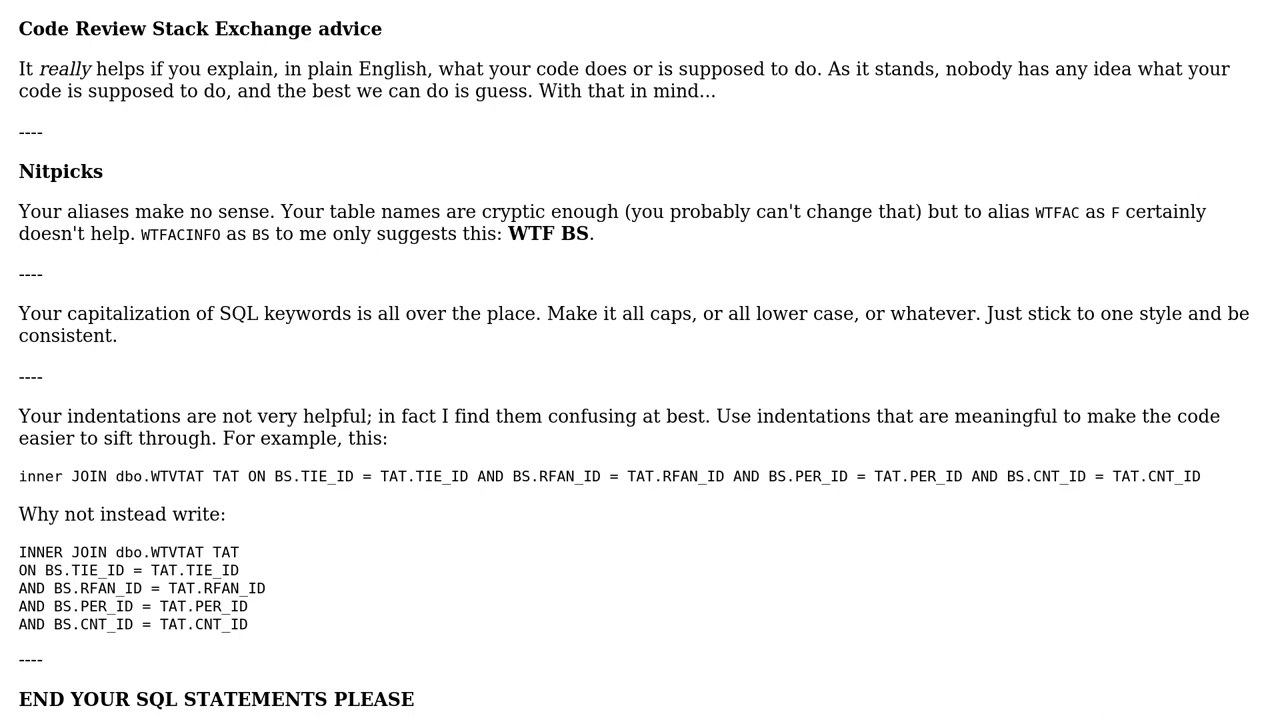 Code Review Stack Exchange advice
It really helps if you explain, in plain English, what your code does or is supposed to do. As it stands, nobody has any idea what your
code is supposed to do, and the best we can do is guess. With that in mind...
----
Nitpicks
Your aliases make no sense. Your table names are cryptic enough (you probably can't change that) but to alias WTFAC as F certainly
doesn't help. WTFACINFO as BS to me only suggests this: WTF BS.
----
Your capitalization of SQL keywords is all over the place. Make it all caps, or all lower case, or whatever. Just stick to one style and be
consistent.
----
Your indentations are not very helpful; in fact I find them confusing at best. Use indentations that are meaningful to make the code
easier to sift through. For example, this:
inner JOIN dbo.WTVTAT TAT ON BS.TIE_ID = TAT.TIE_ID AND BS.RFAN_ID = TAT.RFAN_ID AND BS.PER_ID = TAT.PER_ID AND BS.CNT_ID = TAT.CNT_ID
Why not instead write:
INNER JOIN dbo.WTVTAT TAT
ON BS.TIE_ID = TAT.TIE_ID
AND BS.RFAN_ID = TAT.RFAN_ID
AND BS.PER_ID = TAT.PER_ID
AND BS.CNT_ID = TAT.CNT_ID
----
END YOUR SQL STATEMENTS PLEASE